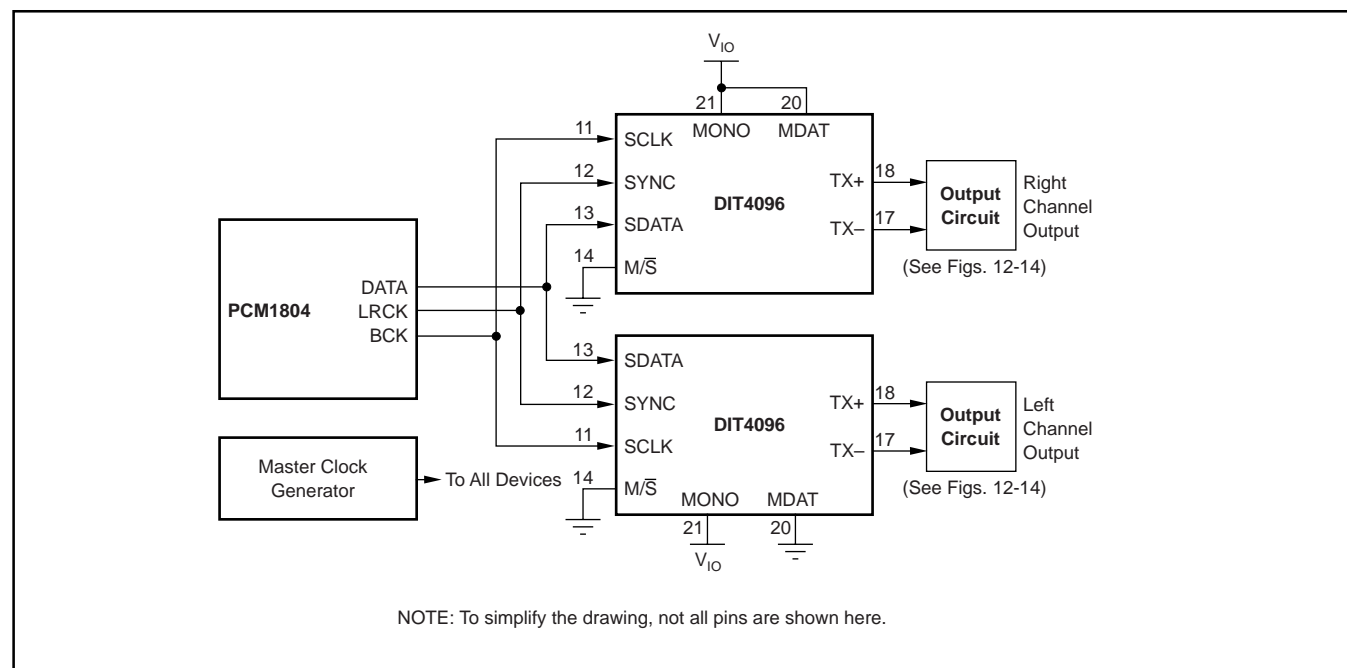 V_IO
21 20
MONO MDAT
11 SCLK
12 SYNC
13 SDATA
14 M/S̅
DIT4096
TX+ 18
TX– 17
Output
Circuit
Right
Channel
Output
(See Figs. 12-14)
PCM1804
DATA
LRCK
BCK
13 SDATA
12 SYNC
11 SCLK
14 M/S̅
DIT4096
TX+ 18
TX– 17
MONO MDAT
21 20
V_IO
Output
Circuit
Left
Channel
Output
(See Figs. 12-14)
Master Clock
Generator
To All Devices
NOTE: To simplify the drawing, not all pins are shown here.